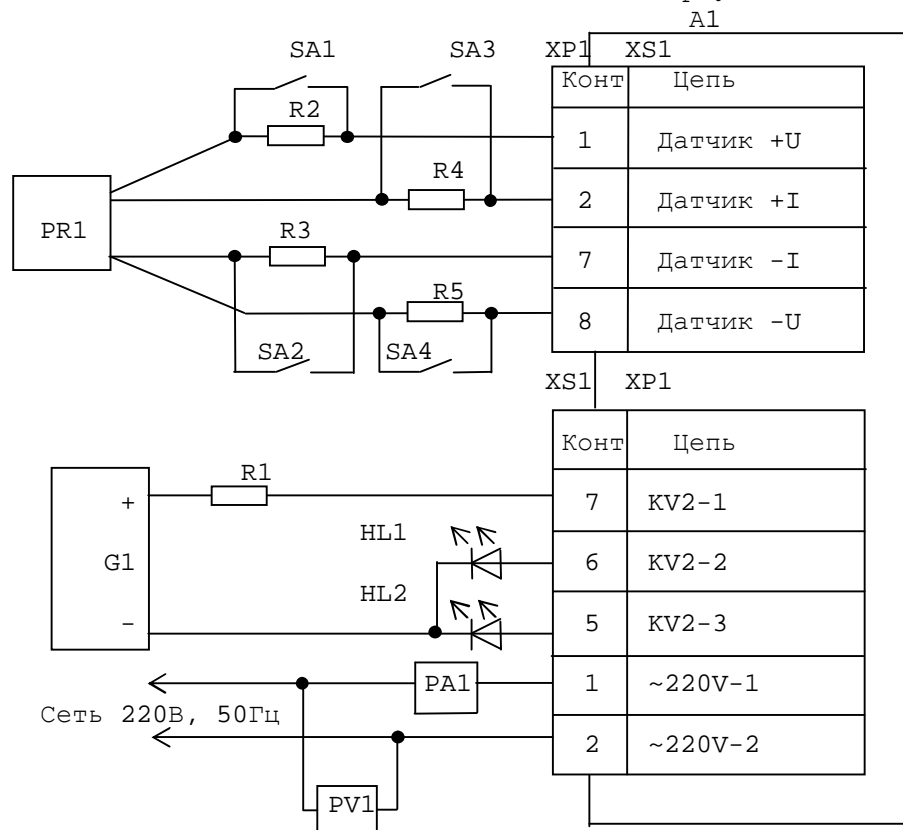 A1
SA1 SA3 XP1 XS1
Конт Цепь
R2
1 Датчик +U
R4
2 Датчик +I
PR1
R3
7 Датчик -I
R5
8 Датчик -U
SA2 SA4
XS1 XP1
Конт Цепь
R1
+
7 KV2-1
HL1
G1
6 KV2-2
HL2
-
5 KV2-3
PA1
1 ~220V-1
Сеть 220В, 50Гц
2 ~220V-2
PV1